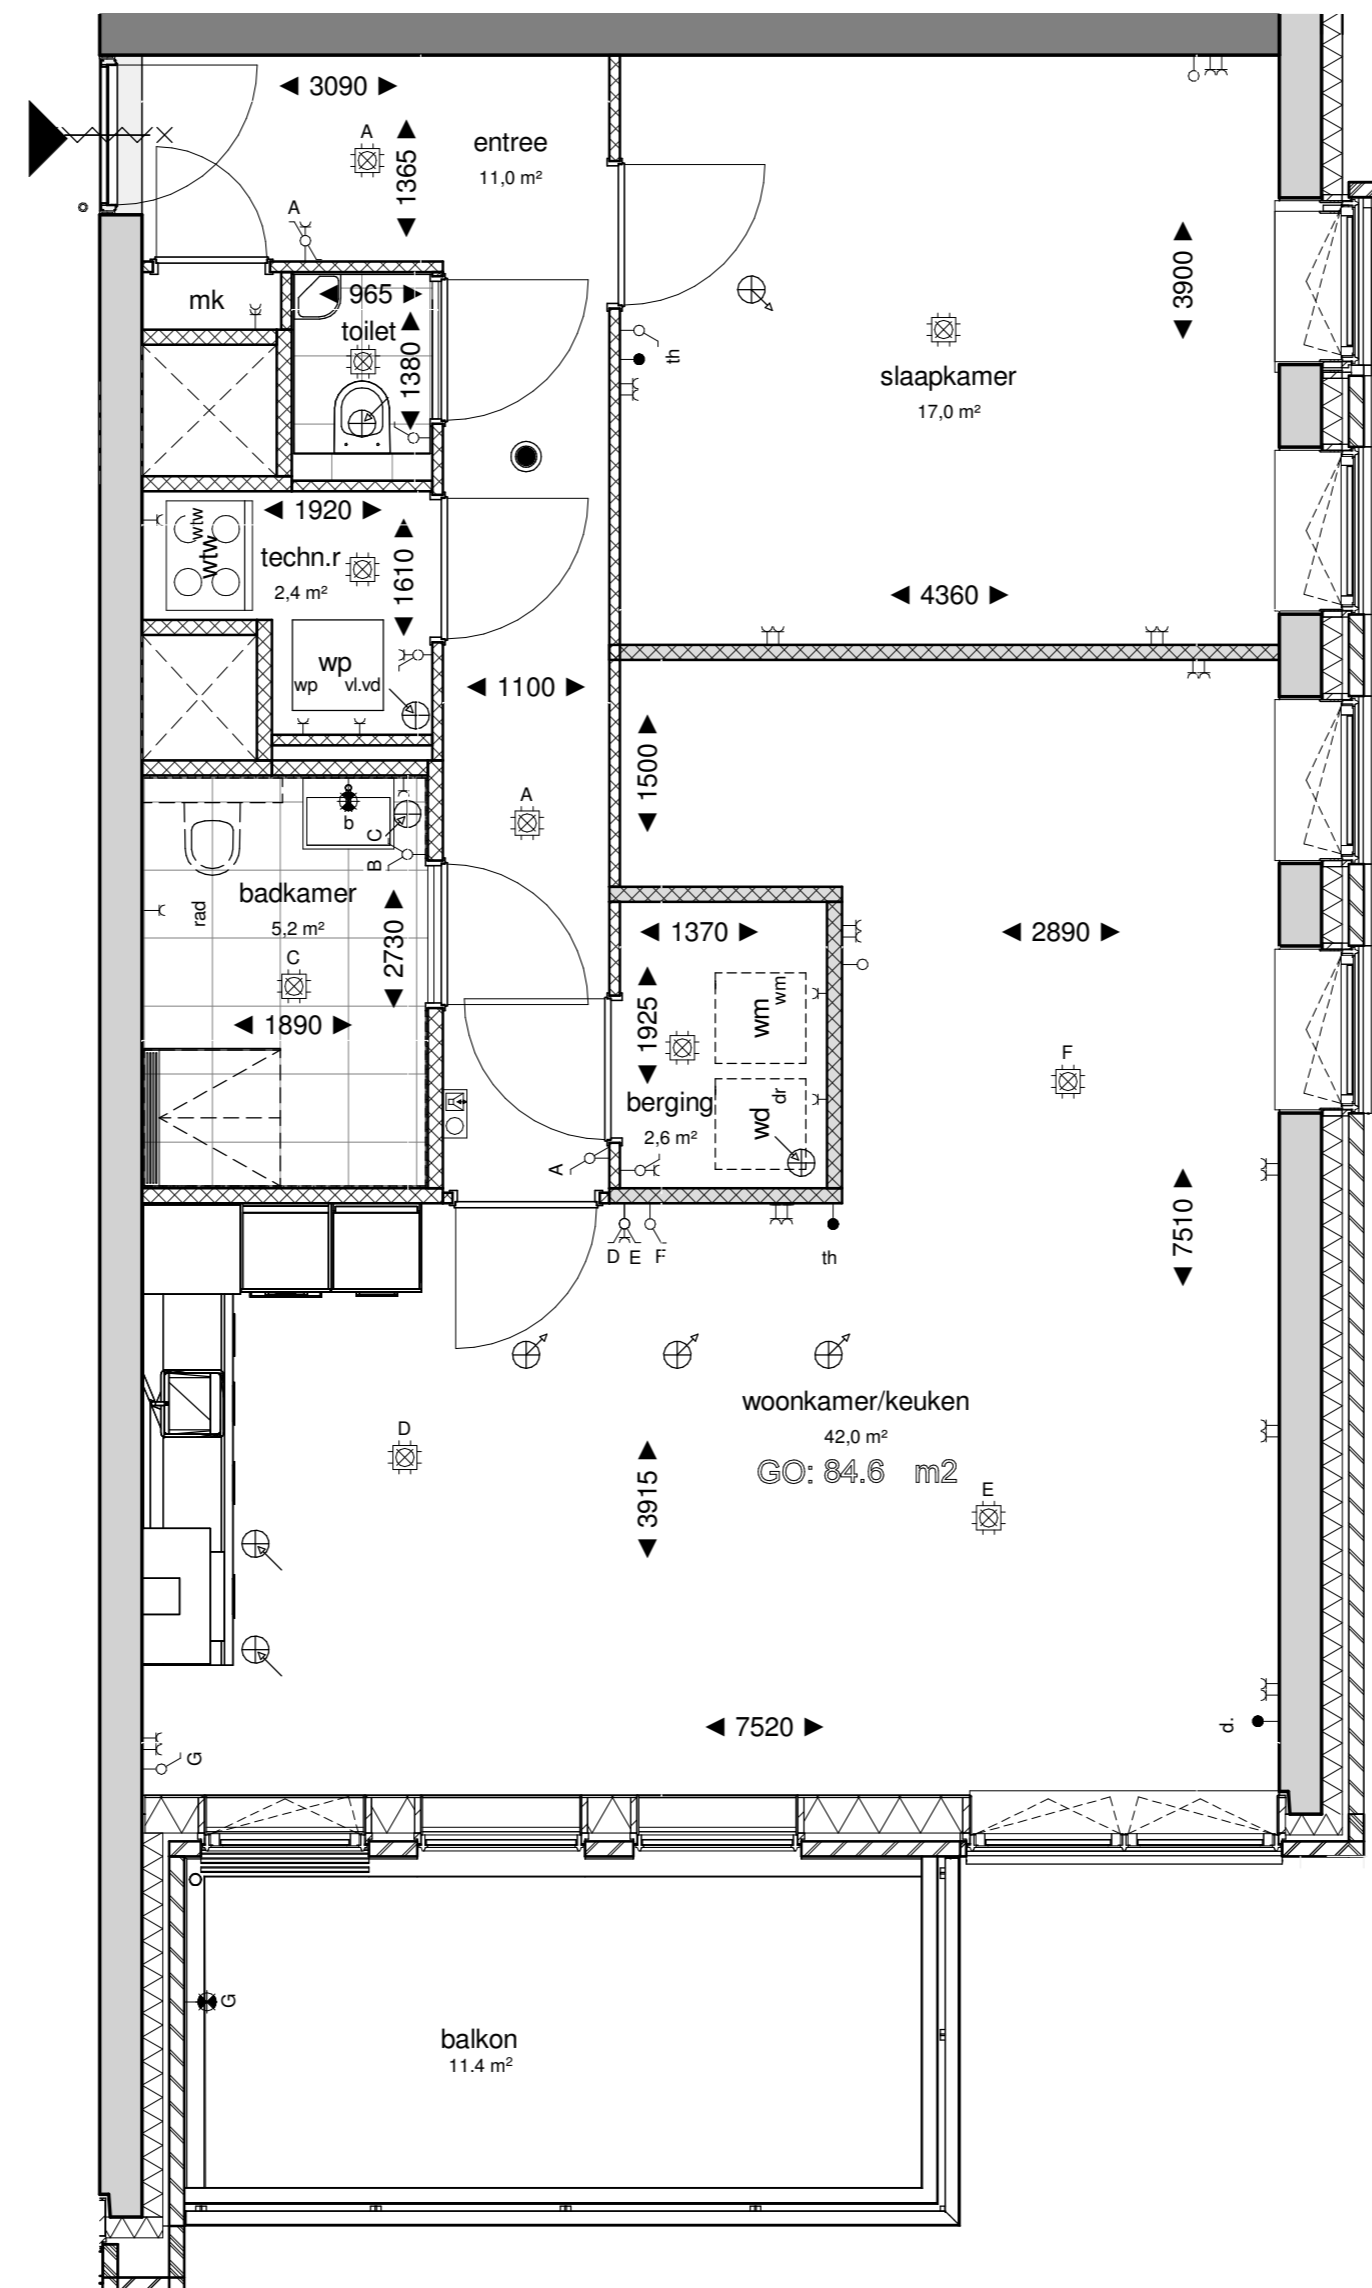 3090
A
1365
entree
11,0 m²
A
3900
mk
965
toilet
1380
th
slaapkamer
17,0 m²
1920
wtw
wtw
techn.r
2,4 m²
1610
4360
wp
wp
vl.vd
1100
1500
A
b
C
B
badkamer
5,2 m²
rad
2730
C
1890
1370
2890
1925
wm
wm
F
berging
2,6 m²
wd
dr
A
7510
D
E
F
th
woonkamer/keuken
42,0 m²
GO: 84.6 m2
D
3915
E
7520
d.
G
G
balkon
11.4 m²